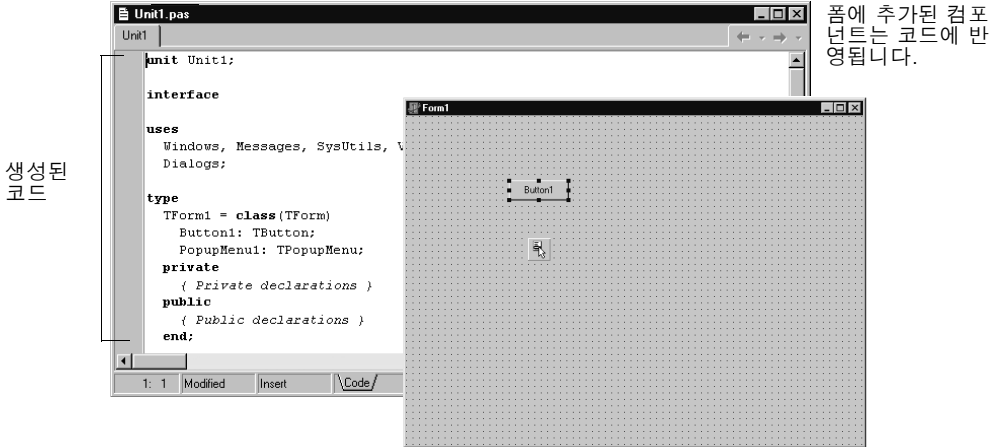 Unit1.pas
Unit1
unit Unit1;
interface
uses
Windows, Messages, SysUtils,
Dialogs;
type
TForm1 = class(TForm)
Button1: TButton;
PopupMenu1: TPopupMenu;
private
{ Private declarations }
public
{ Public declarations }
end;
1: 1 Modified Insert \Code/
생성된
코드
폼에 추가된 컴포
넌트는 코드에 반
영됩니다.
Form1
Button1